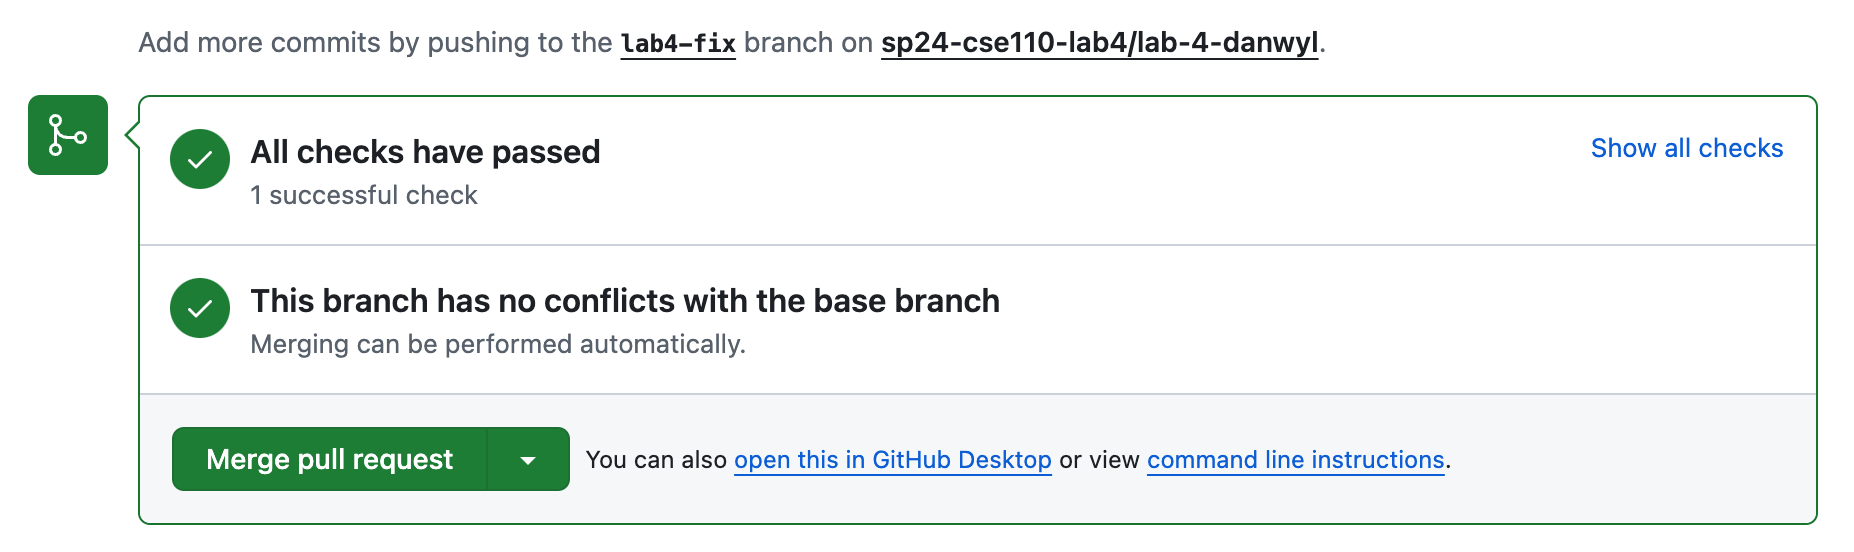 Add more commits by pushing to the lab4-fix branch on sp24-cse110-lab4/lab-4-danwyl.
All checks have passed
Show all checks
1 successful check
This branch has no conflicts with the base branch
Merging can be performed automatically.
Merge pull request
You can also open this in GitHub Desktop or view command line instructions.